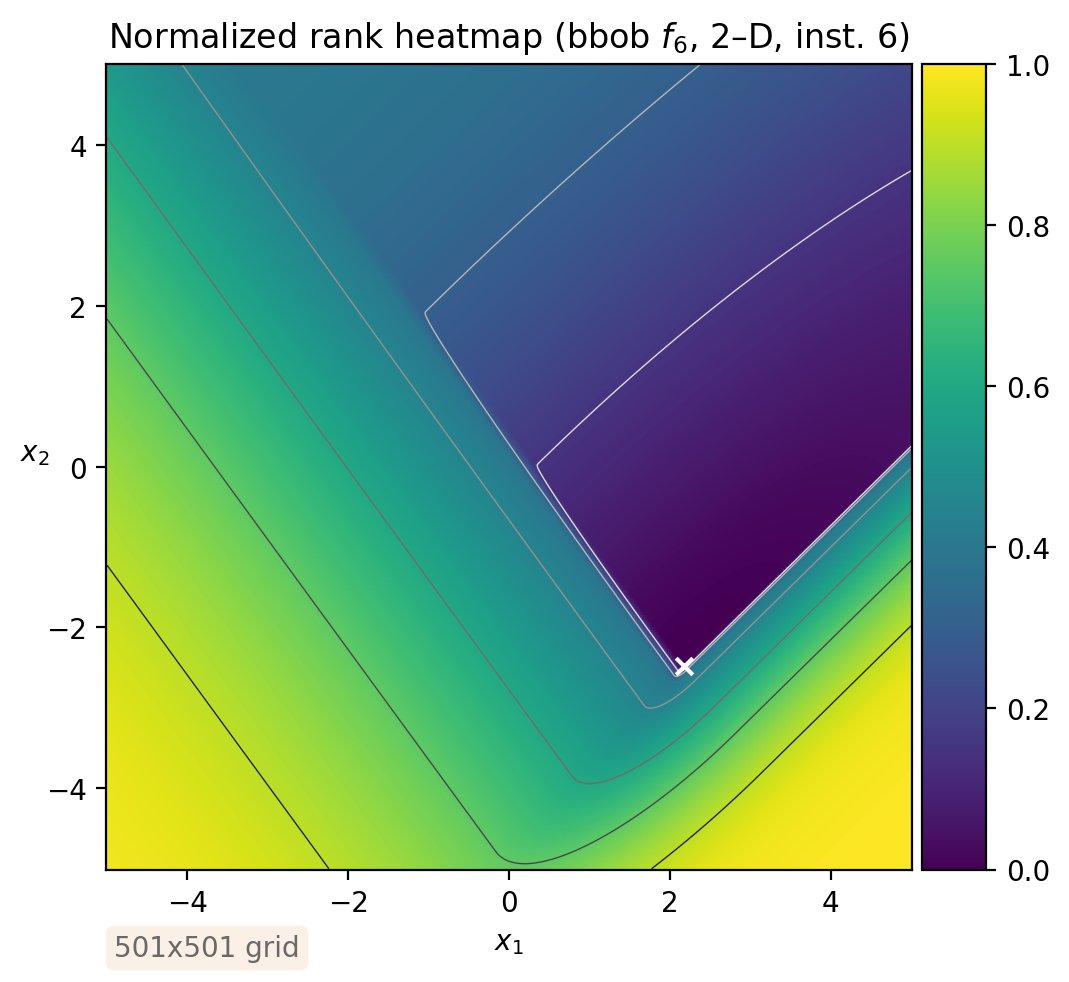 Normalized rank heatmap (bbob f₆, 2–D, inst. 6)
1.0
0.8
0.6
0.4
0.2
0.0
4
2
0
−2
−4
x₂
−4 −2 0 2 4
x₁
501x501 grid